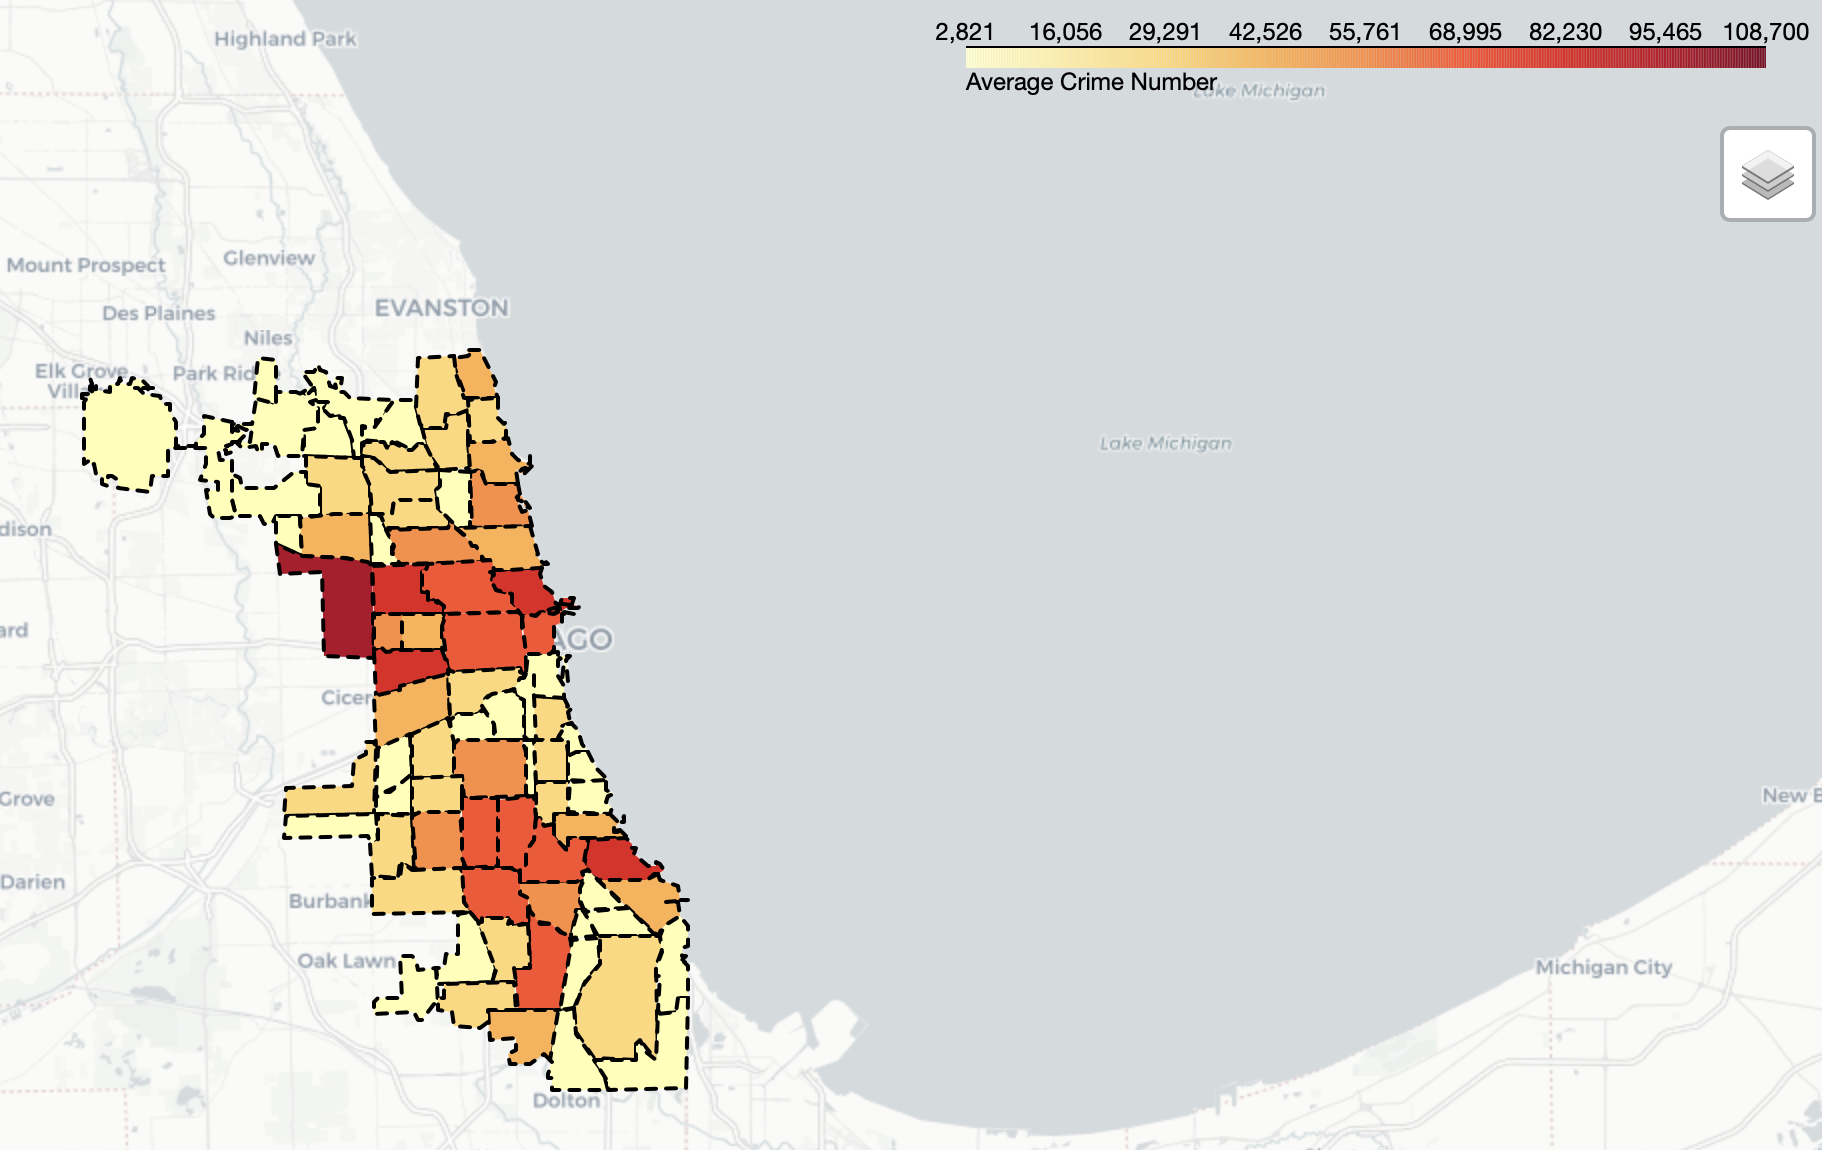 2,821 16,056 29,291 42,526 55,761 68,995 82,230 95,465 108,700
Average Crime Number
Lake Michigan
Highland Park
Glenview
Mount Prospect
EVANSTON
Des Plaines
Niles
Elk Grove
Vill
Park Rid
Lake Michigan
dison
ard
AGO
Cicer
Grove
New B
Darien
Burbank
Oak Lawn
Michigan City
Dolton